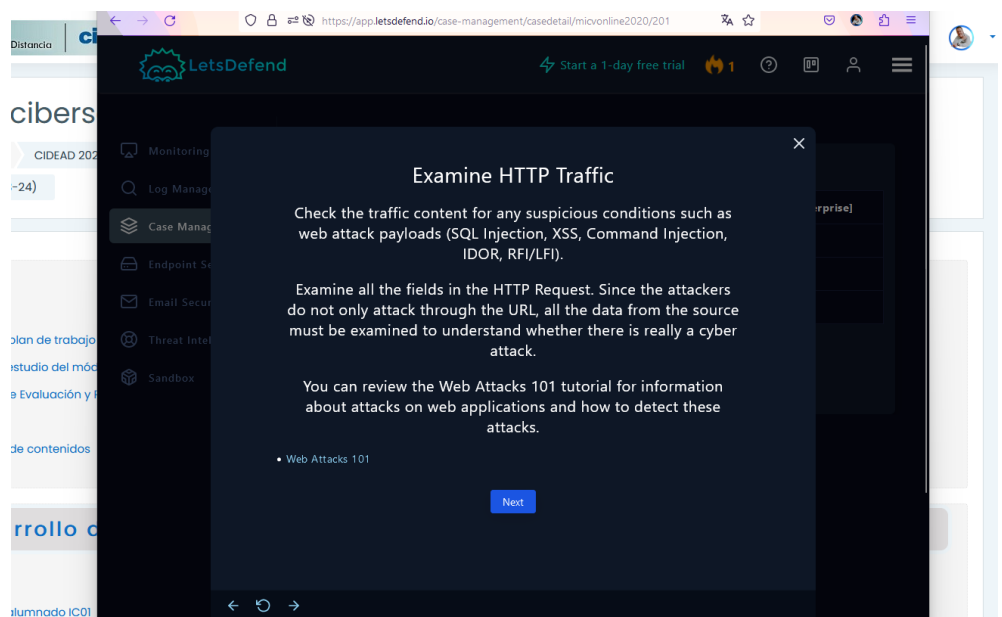 Distancia
https://app.letsdefend.io/case-management/casedetail/micvonline2020/201
LetsDefend
Start a 1-day free trial
1
cibers
CIDEAD 202
-24)
Monitoring
Log Manage
Case Manag
Endpoint Se
Email Secur
Threat Intel
Sandbox
Examine HTTP Traffic
Check the traffic content for any suspicious conditions such as
web attack payloads (SQL Injection, XSS, Command Injection,
IDOR, RFI/LFI).
Examine all the fields in the HTTP Request. Since the attackers
do not only attack through the URL, all the data from the source
must be examined to understand whether there is really a cyber
attack.
You can review the Web Attacks 101 tutorial for information
about attacks on web applications and how to detect these
attacks.
• Web Attacks 101
Next
erprise]
plan de trabajo
estudio del mód
e Evaluación y
de contenidos
rrollo d
alumnado IC01